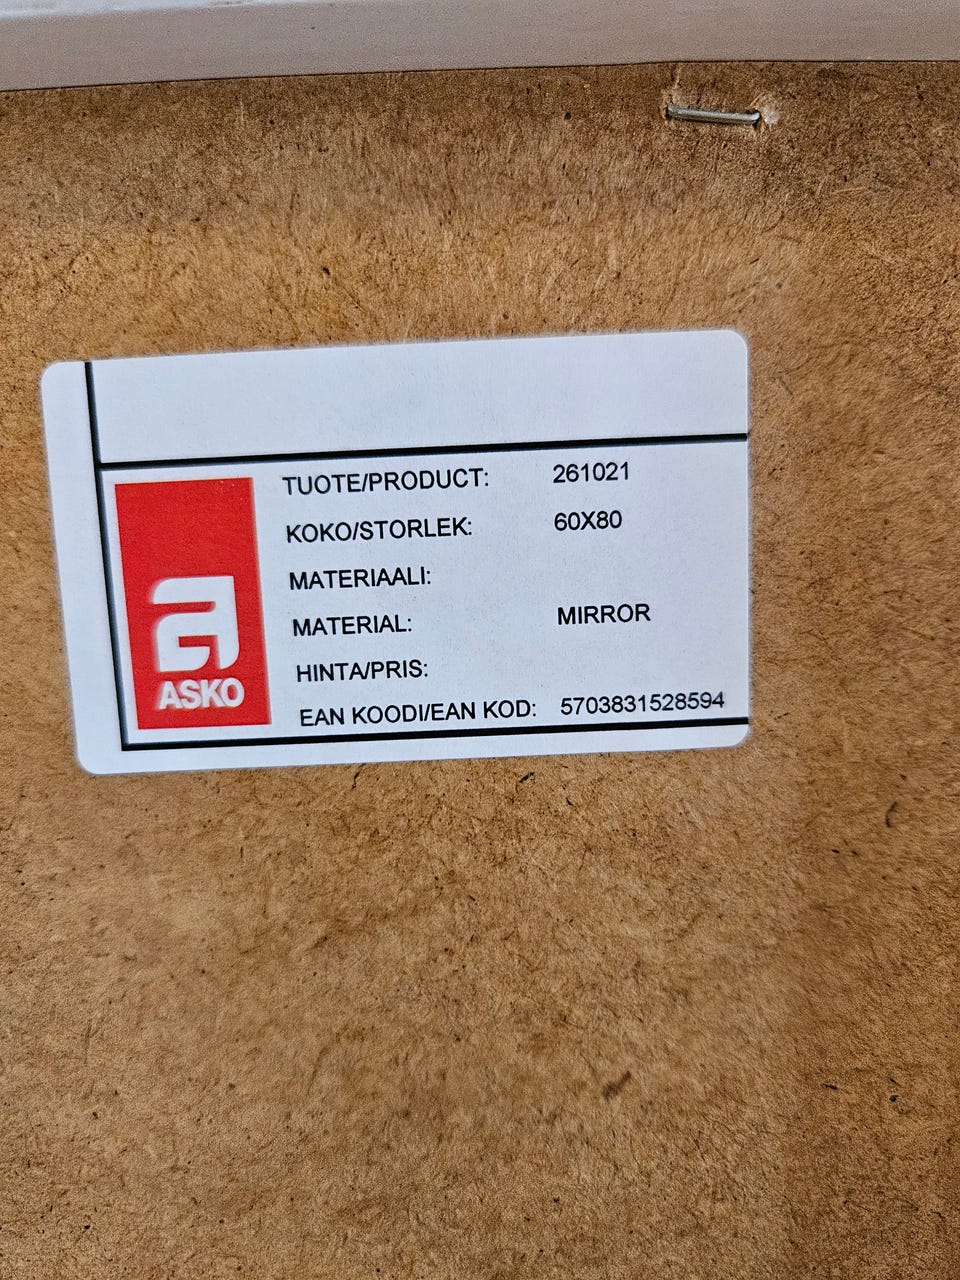 TUOTE/PRODUCT: 261021
KOKO/STORLEK: 60X80
MATERIAALI:
MATERIAL: MIRROR
HINTA/PRIS:
EAN KOODI/EAN KOD: 5703831528594
ASKO